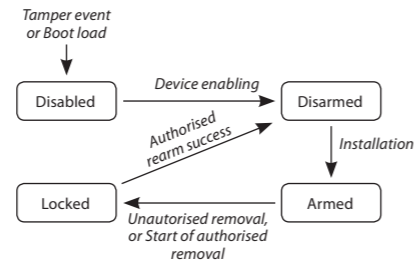 Tamper event
or Boot load
Device enabling
Disabled
Disarmed
Authorised
rearm success
Installation
Locked
Armed
Unautorised removal,
or Start of authorised
removal